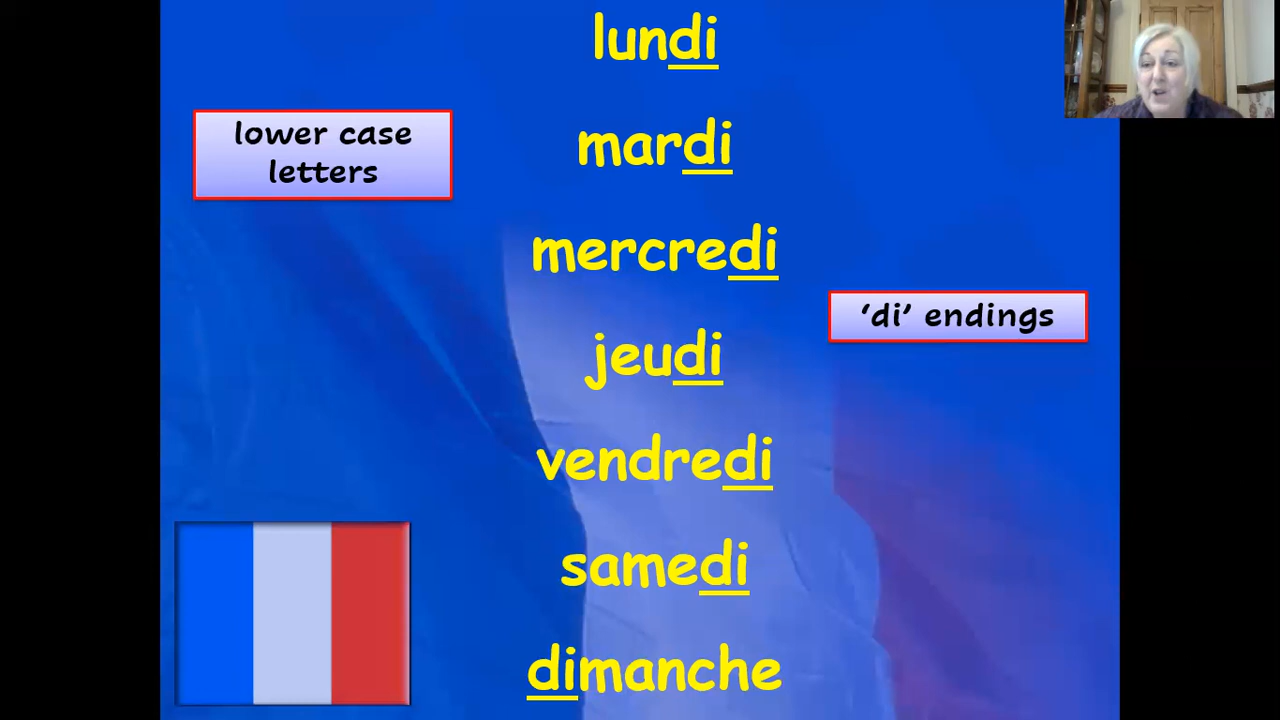 lundi
mardi
lower case
letters
mercredi
'di' endings
jeudi
vendredi
samedi
dimanche